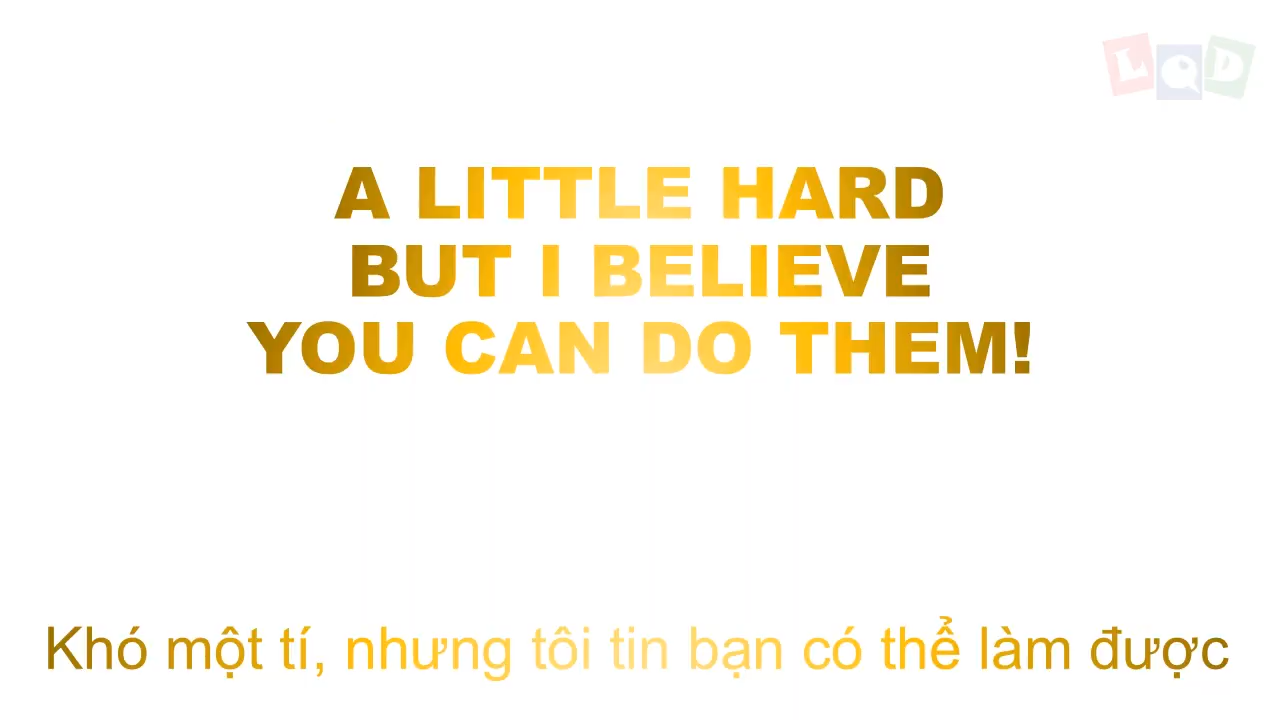 LQD
A LITTLE HARD
BUT I BELIEVE
YOU CAN DO THEM!
Khó một tí, nhưng tôi tin bạn có thể làm được